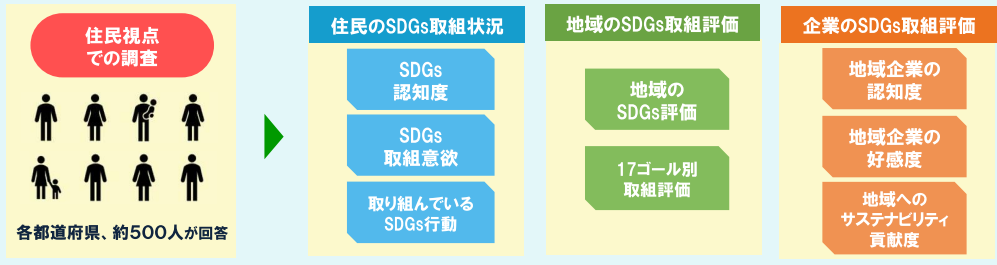 住民視点
での調査
各都道府県、約500人が回答
住民のSDGs取組状況
SDGs
認知度
SDGs
取組意欲
取り組んでいる
SDGs行動
地域のSDGs取組評価
地域の
SDGs評価
17ゴール別
取組評価
企業のSDGs取組評価
地域企業の
認知度
地域企業の
好感度
地域への
サステナビリティ
貢献度